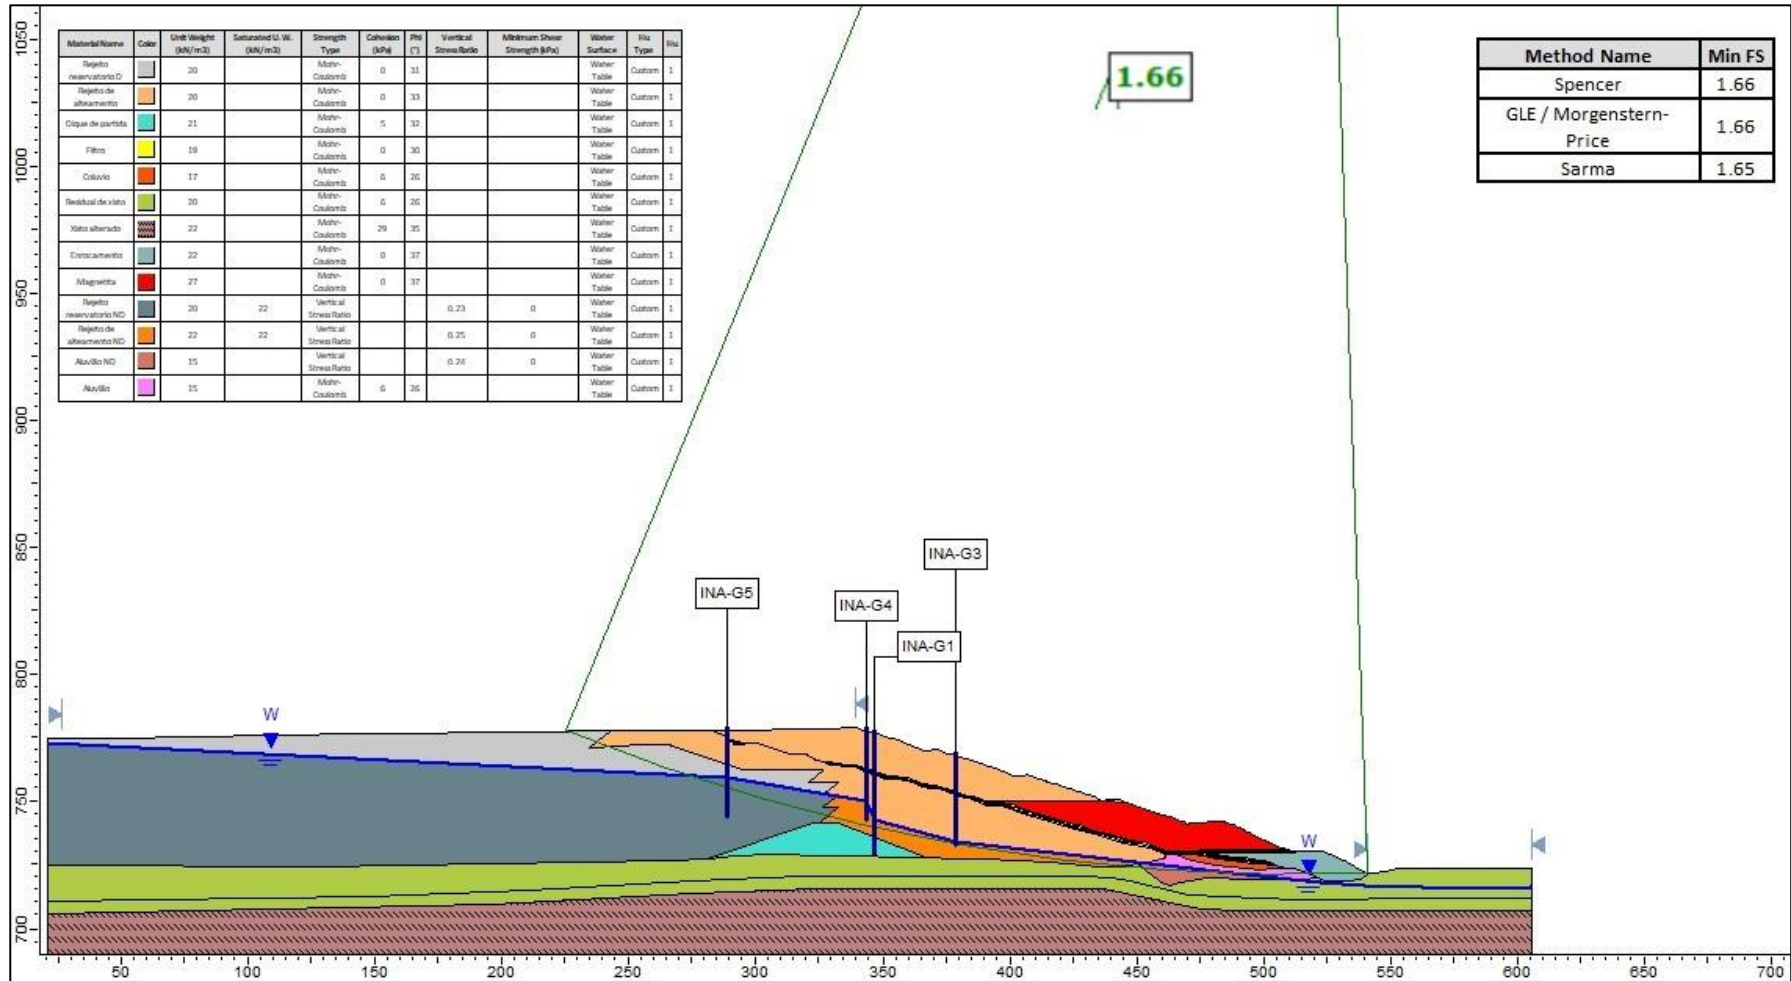 Material Name Color Unit Weight (kN/m3) Saturated U. W. (kN/m3) Strength Type Cohesion (kPa) Phi (°) Vertical Stress Ratio Minimum Shear Strength (kPa) Water Surface Hu Type Hu
Rejeito reservatorio D 20 Mohr-Coulomb 0 31 Water Table Custom 1
Rejeito de alteamento 20 Mohr-Coulomb 0 33 Water Table Custom 1
Dique de partida 21 Mohr-Coulomb 5 32 Water Table Custom 1
Filtro 19 Mohr-Coulomb 0 30 Water Table Custom 1
Coluvio 17 Mohr-Coulomb 6 26 Water Table Custom 1
Residual de xisto 20 Mohr-Coulomb 6 26 Water Table Custom 1
Xisto alterado 22 Mohr-Coulomb 29 35 Water Table Custom 1
Enrocamento 22 Mohr-Coulomb 0 37 Water Table Custom 1
Magnetita 27 Mohr-Coulomb 0 37 Water Table Custom 1
Rejeito reservatorio ND 20 22 Vertical Stress Ratio 0.23 0 Water Table Custom 1
Rejeito de alteamento ND 22 22 Vertical Stress Ratio 0.25 0 Water Table Custom 1
Aluvião ND 15 Vertical Stress Ratio 0 Water Table Custom 1
Aluvião 15 Mohr-Coulomb 6 26 Water Table Custom 1
1.66
Method Name Min FS
Spencer 1.66
GLE / Morgenstern-Price 1.66
Sarma 1.65
INA-G3
INA-G5
INA-G4
INA-G1
W
W
1050
1000
950
900
850
800
750
700
50 100 150 200 250 300 350 400 450 500 550 600 650 700